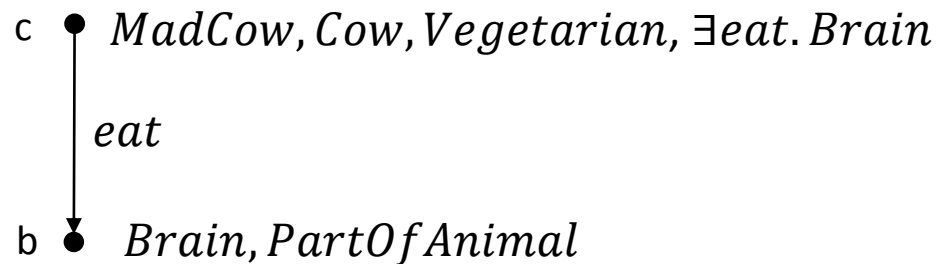 c MadCow, Cow, Vegetarian, ∃eat. Brain
eat
b Brain, PartOfAnimal